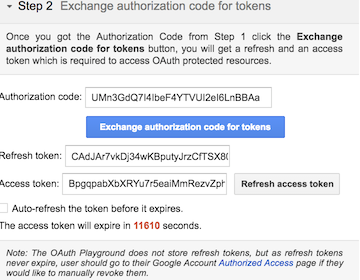 Step 2 Exchange authorization code for tokens
Once you got the Authorization Code from Step 1 click the Exchange
authorization code for tokens button, you will get a refresh and an access
token which is required to access OAuth protected resources.
Authorization code: UMn3GdQ7I4IbeF4YTVUI2eI6LnBBAa
Exchange authorization code for tokens
Refresh token: CAdJAr7vkDj34wKBputyJrzCfTSX8
Access token: BpgqpabXbXRYu7r5eaiMmRezvZph Refresh access token
Auto-refresh the token before it expires.
The access token will expire in 11610 seconds.
Note: The OAuth Playground does not store refresh tokens, but as refresh tokens
never expire, user should go to their Google Account Authorized Access page if they
would like to manually revoke them.